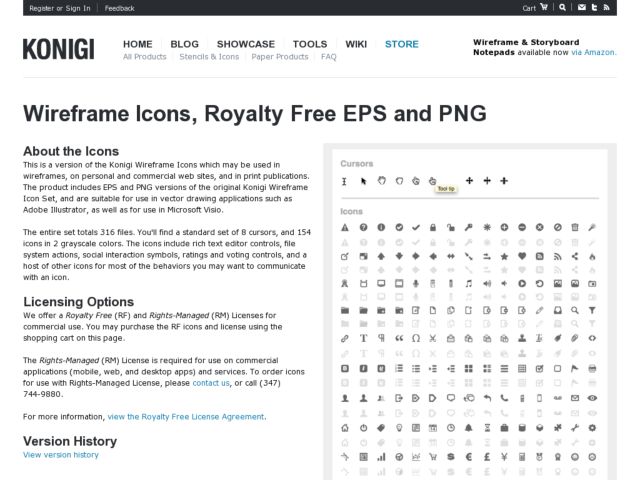 Register or Sign In | Feedback
Cart
KONIGI
HOME BLOG SHOWCASE TOOLS WIKI STORE
All Products Stencils & Icons Paper Products FAQ
Wireframe & Storyboard
Notepads available now via Amazon.
Wireframe Icons, Royalty Free EPS and PNG
About the Icons
This is a version of the Konigi Wireframe Icons which may be used in
wireframes, on personal and commercial web sites, and in print publications.
The product includes EPS and PNG versions of the original Konigi Wireframe
Icon Set, and are suitable for use in vector drawing applications such as
Adobe Illustrator, as well as for use in Microsoft Visio.
The entire set totals 316 files. You'll find a standard set of 8 cursors, and 154
icons in 2 grayscale colors. The icons include rich text editor controls, file
system actions, social interaction symbols, ratings and voting controls, and a
host of other icons for most of the behaviors you may want to communicate
with an icon.
Licensing Options
We offer a Royalty Free (RF) and Rights-Managed (RM) Licenses for
commercial use. You may purchase the RF icons and license using the
shopping cart on this page.
The Rights-Managed (RM) License is required for use on commercial
applications (mobile, web, and desktop apps) and services. To order icons
for use with Rights-Managed License, please contact us, or call (347)
744-9880.
For more information, view the Royalty Free License Agreement.
Version History
View version history
Cursors
Tool tip
Icons